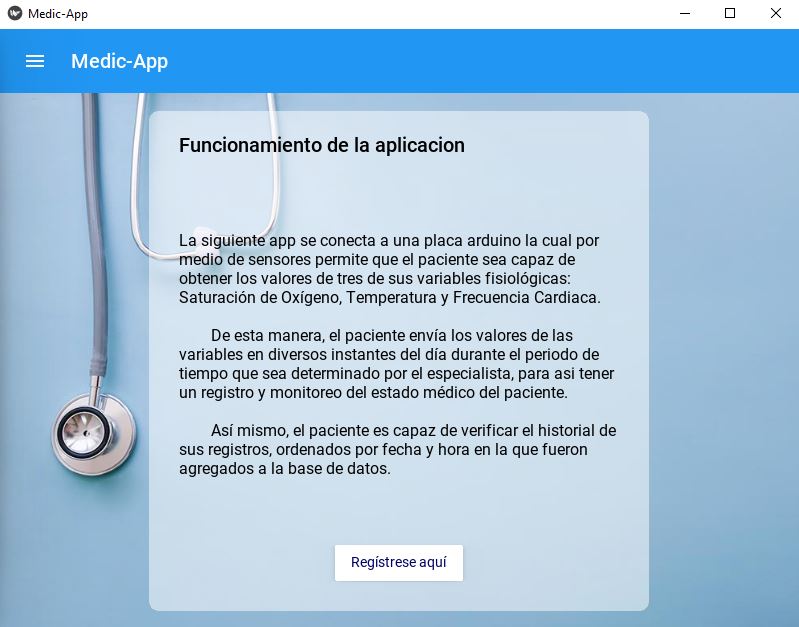 Medic-App
Medic-App
Funcionamiento de la aplicacion
La siguiente app se conecta a una placa arduino la cual por
medio de sensores permite que el paciente sea capaz de
obtener los valores de tres de sus variables fisiológicas:
Saturación de Oxígeno, Temperatura y Frecuencia Cardiaca.
De esta manera, el paciente envía los valores de las
variables en diversos instantes del día durante el periodo de
tiempo que sea determinado por el especialista, para asi tener
un registro y monitoreo del estado médico del paciente.
Así mismo, el paciente es capaz de verificar el historial de
sus registros, ordenados por fecha y hora en la que fueron
agregados a la base de datos.
Regístrese aquí